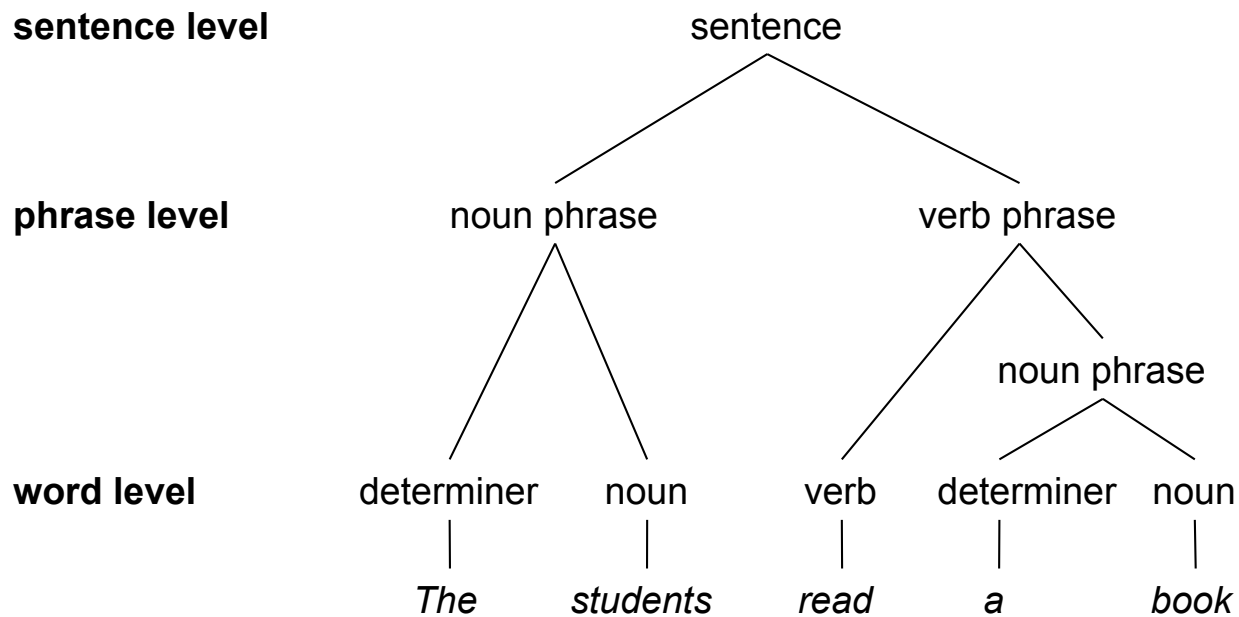 sentence level sentence
phrase level noun phrase verb phrase
noun phrase
word level determiner noun verb determiner noun
The students read a book